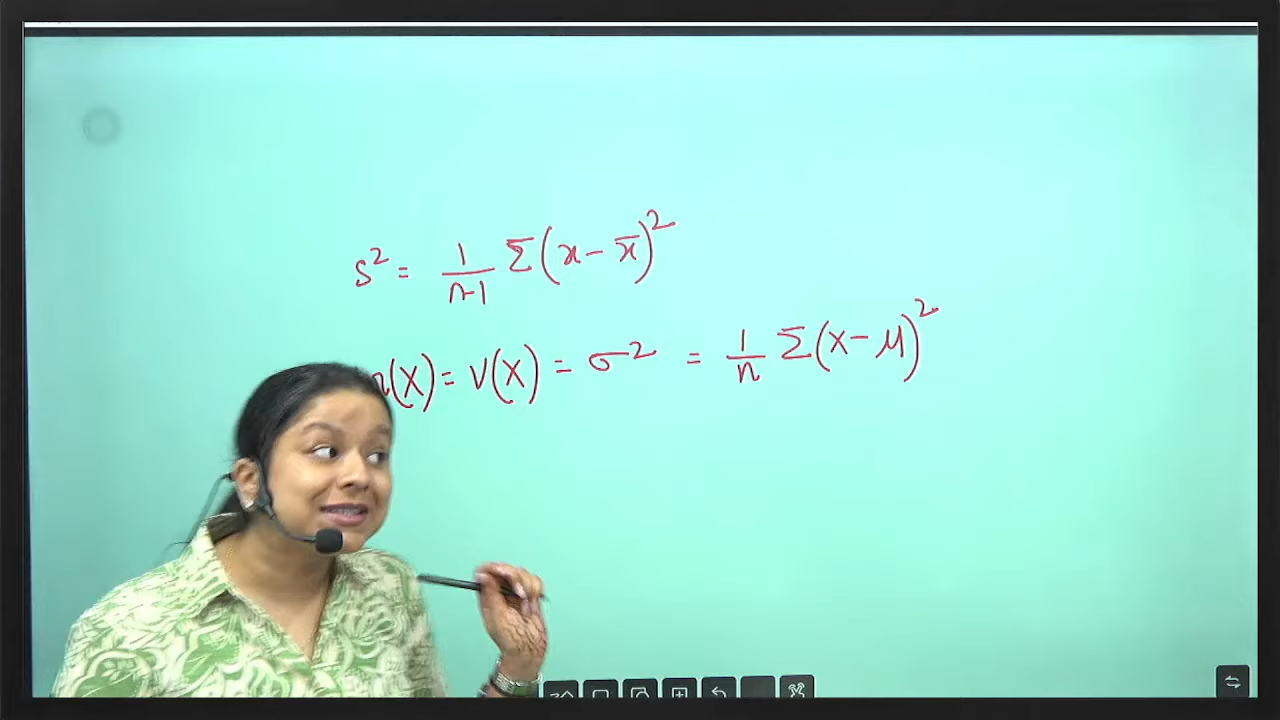 s² = 1/n-1 Σ(x - x̄)²
(X) = V(X) = σ² = 1/n Σ(X - μ)²